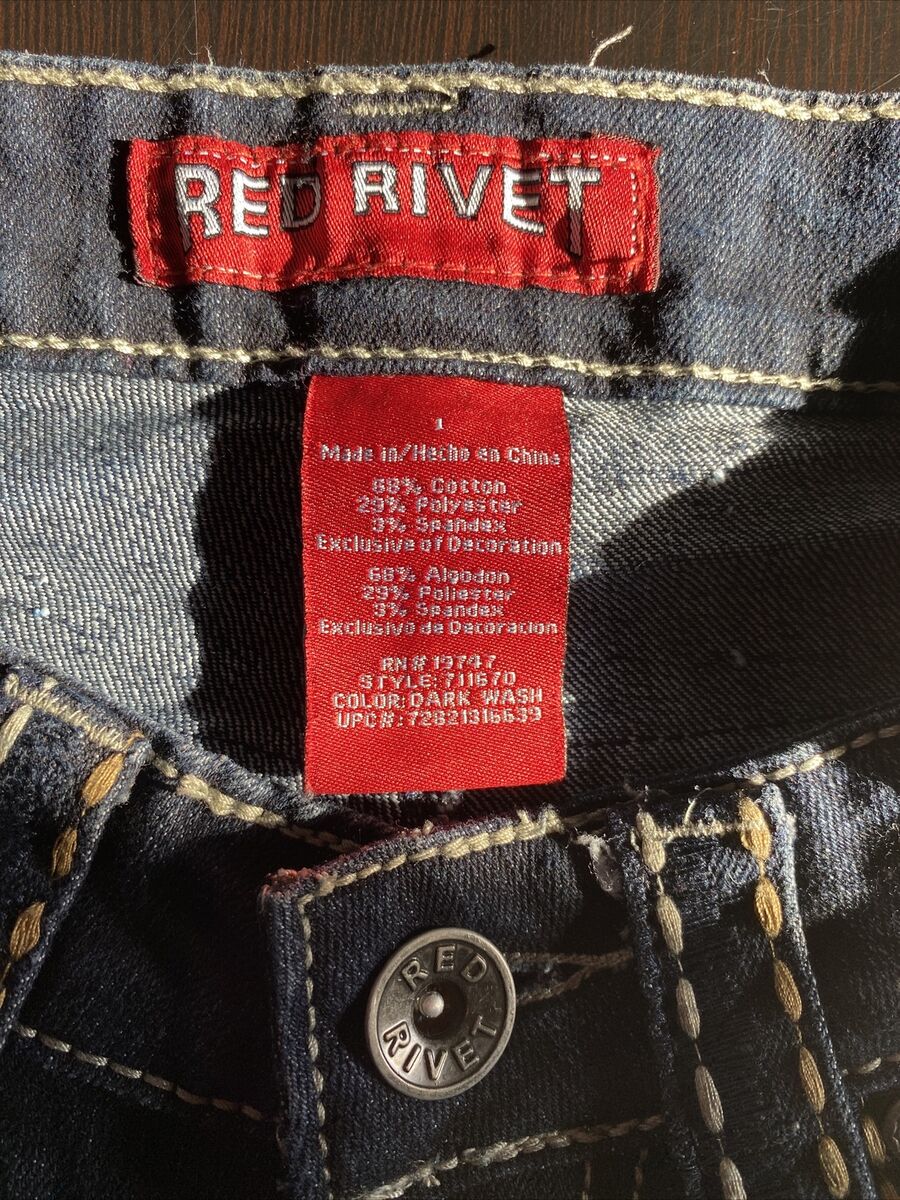 RED RIVET
1
Made in/Hecho en China
68% Cotton
29% Polyester
3% Spandex
Exclusive of Decoration
68% Algodon
29% Poliester
3% Spandex
Exclusivo de Decoracion
RN# 19747
STYLE: 711670
COLOR: DARK WASH
UPC#: 72821316639
RED
RIVET